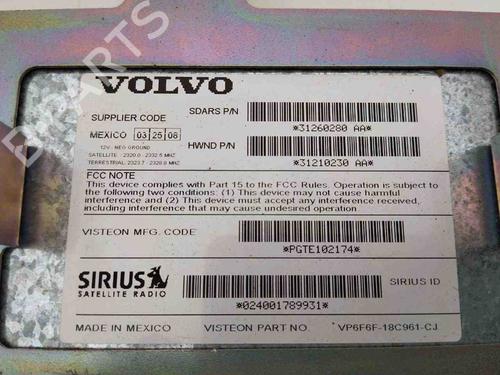 VOLVO
SUPPLIER CODE
SDARS P/N
*31260280 AA*
MEXICO 03 25 08
HWND P/N
12V. NEG GROUND
SATELLITE : 2320.0 - 2332.5 MHZ
TERRESTRIAL: 2323.7 - 2328.8 MHZ
*31210230 AA*
FCC NOTE
This device complies with Part 15 to the FCC Rules. Operation is subject to
the following two conditions: (1) This device may not cause harmful
interference and (2) This device must accept any interference received,
including interference that may cause undesired operation
VISTEON MFG. CODE
*PGTE102174*
SIRIUS
SATELLITE RADIO
SIRIUS ID
*024001789931*
MADE IN MEXICO VISTEON PART NO. VP6F6F-18C961-CJ
B PARTS